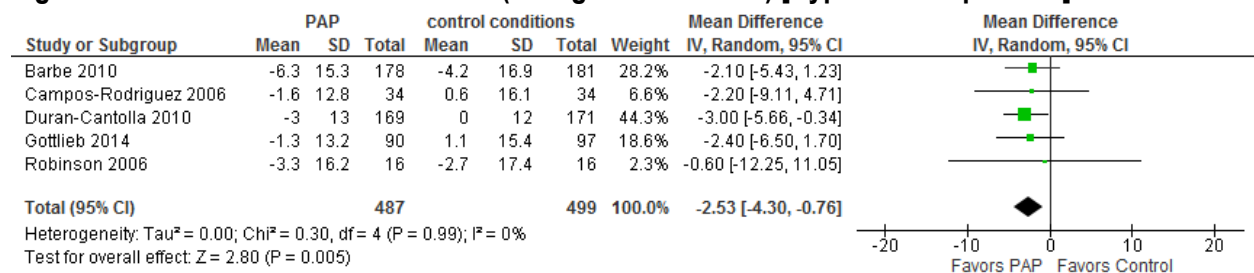 PAP control conditions Mean Difference Mean Difference
Study or Subgroup Mean SD Total Mean SD Total Weight IV, Random, 95% CI IV, Random, 95% CI
Barbe 2010 -6.3 15.3 178 -4.2 16.9 181 28.2% -2.10 [-5.43, 1.23]
Campos-Rodriguez 2006 -1.6 12.8 34 0.6 16.1 34 6.6% -2.20 [-9.11, 4.71]
Duran-Cantolla 2010 -3 13 169 0 12 171 44.3% -3.00 [-5.66, -0.34]
Gottlieb 2014 -1.3 13.2 90 1.1 15.4 97 18.6% -2.40 [-6.50, 1.70]
Robinson 2006 -3.3 16.2 16 -2.7 17.4 16 2.3% -0.60 [-12.25, 11.05]
Total (95% CI) 487 499 100.0% -2.53 [-4.30, -0.76]
Heterogeneity: Tau² = 0.00; Chi² = 0.30, df = 4 (P = 0.99); I² = 0%
Test for overall effect: Z = 2.80 (P = 0.005)
-20 -10 0 10 20
Favors PAP Favors Control